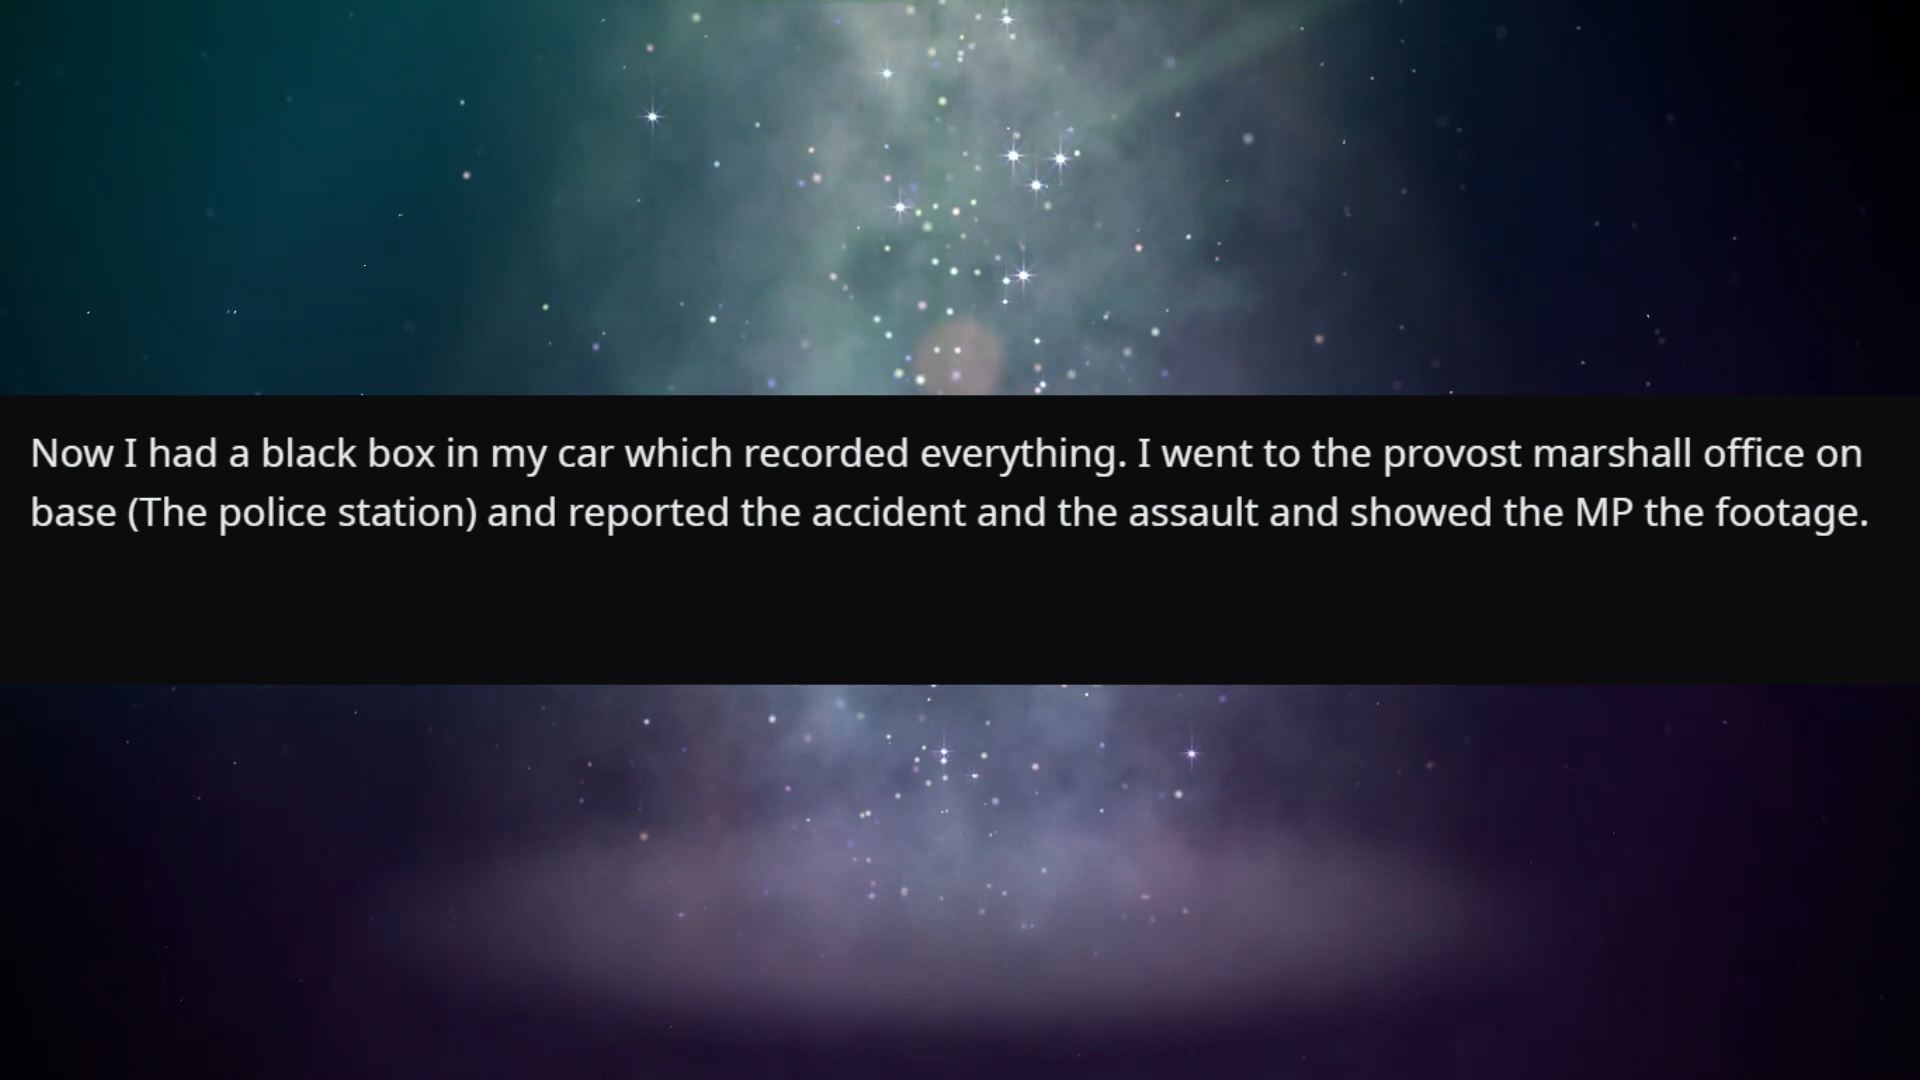 Now I had a black box in my car which recorded everything. I went to the provost marshall office on
base (The police station) and reported the accident and the assault and showed the MP the footage.